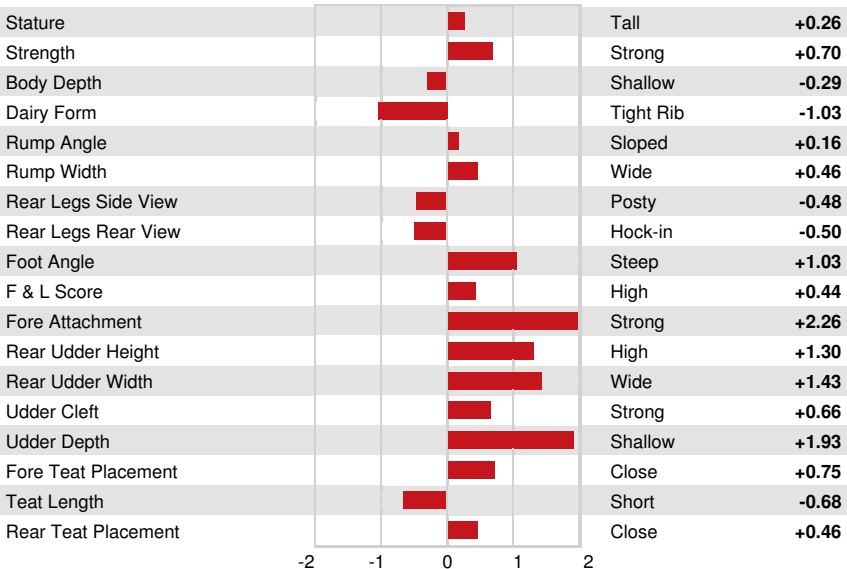 Stature Tall +0.26
Strength Strong +0.70
Body Depth Shallow -0.29
Dairy Form Tight Rib -1.03
Rump Angle Sloped +0.16
Rump Width Wide +0.46
Rear Legs Side View Posty -0.48
Rear Legs Rear View Hock-in -0.50
Foot Angle Steep +1.03
F & L Score High +0.44
Fore Attachment Strong +2.26
Rear Udder Height High +1.30
Rear Udder Width Wide +1.43
Udder Cleft Strong +0.66
Udder Depth Shallow +1.93
Fore Teat Placement Close +0.75
Teat Length Short -0.68
Rear Teat Placement Close +0.46
-2 -1 0 1 2